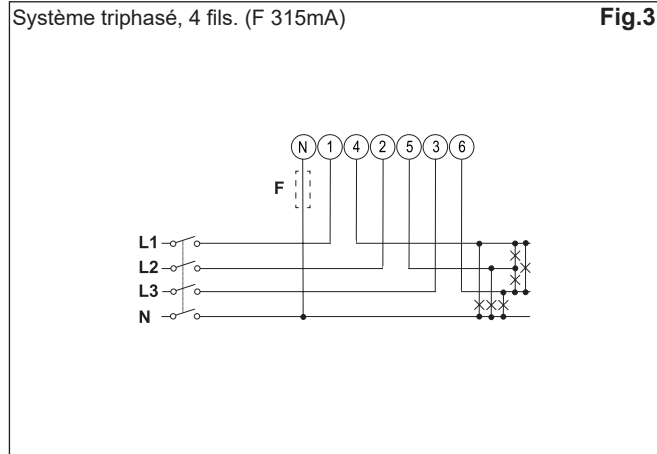 Système triphasé, 4 fils. (F 315mA) Fig.3
N 1 4 2 5 3 6
F
L1
L2
L3
N